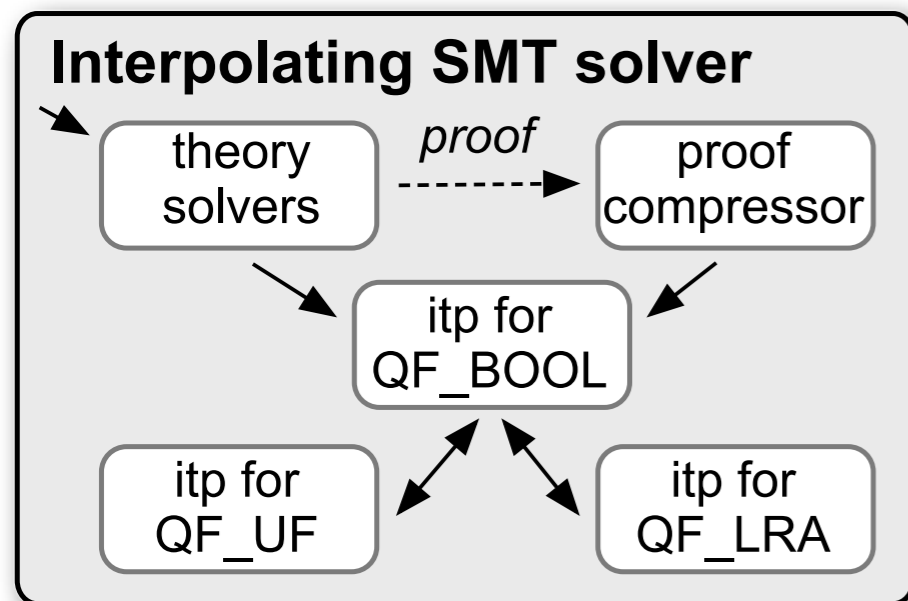 Interpolating SMT solver
theory
solvers
proof
proof
compressor
itp for
QF_BOOL
itp for
QF_UF
itp for
QF_LRA